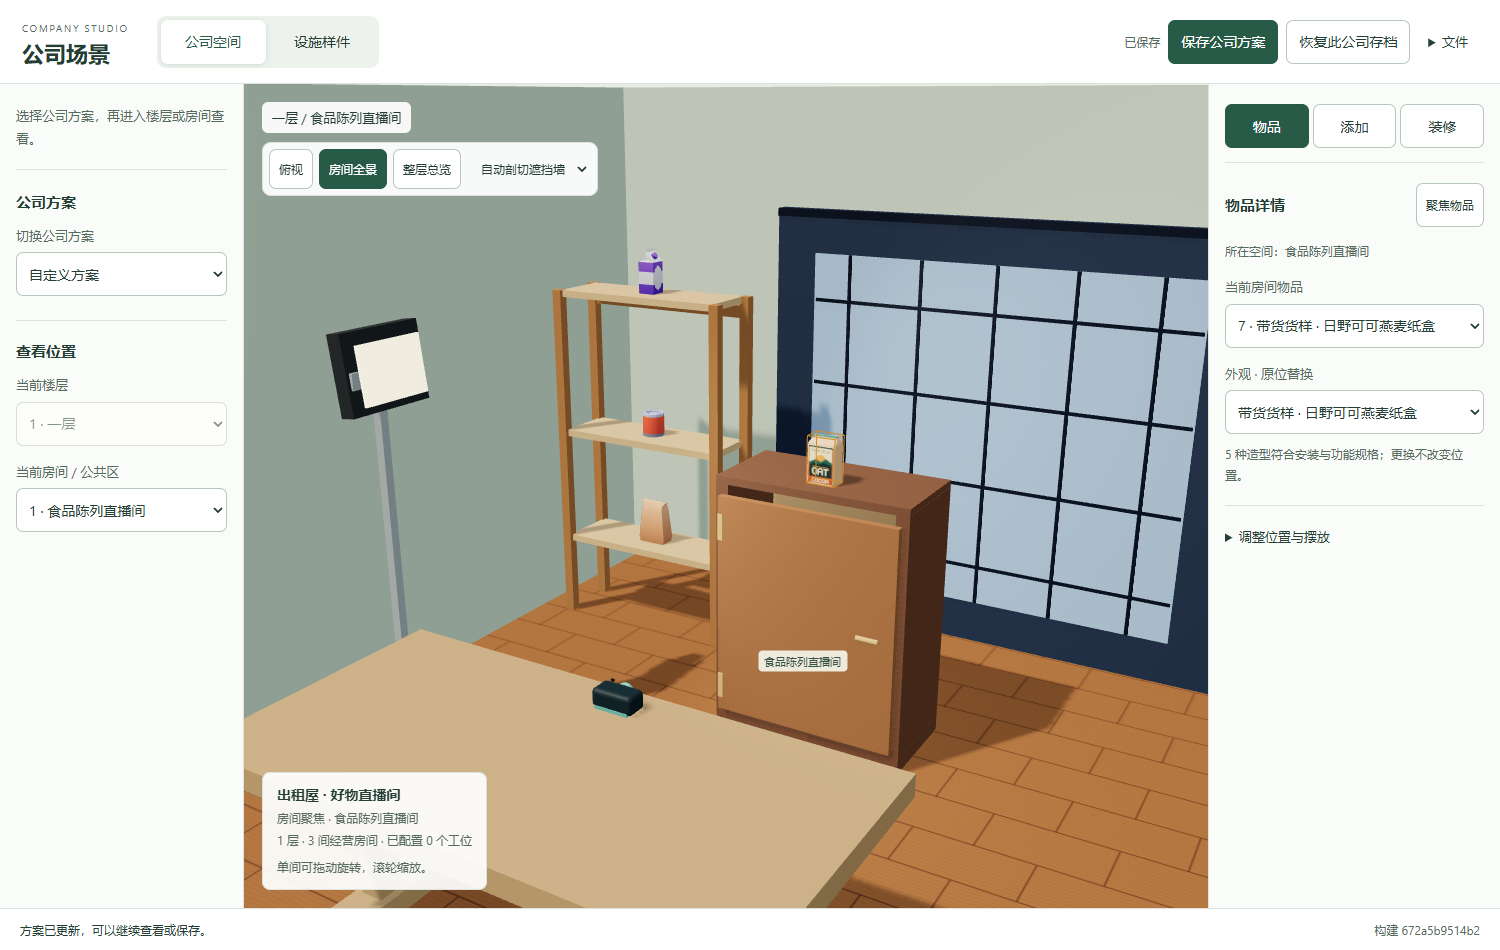 COMPANY STUDIO
公司场景
公司空间
设施样件
已保存
保存公司方案
恢复此公司存档
文件
选择公司方案，再进入楼层或房间查
看。
公司方案
切换公司方案
自定义方案
查看位置
当前楼层
1 · 一层
当前房间 / 公共区
1 · 食品陈列直播间
一层 / 食品陈列直播间
俯视
房间全景
整层总览
自动剖切遮挡墙
OAT
COCOA
食品陈列直播间
出租屋 · 好物直播间
房间聚焦 · 食品陈列直播间
1 层 · 3 间经营房间 · 已配置 0 个工位
单间可拖动旋转，滚轮缩放。
物品
添加
装修
物品详情
聚焦物品
所在空间：食品陈列直播间
当前房间物品
7 · 带货货样 · 日野可可燕麦纸盒
外观 · 原位替换
带货货样 · 日野可可燕麦纸盒
5 种造型符合安装与功能规格；更换不改变位
置。
调整位置与摆放
方案已更新，可以继续查看或保存。
构建 672a5b9514b2